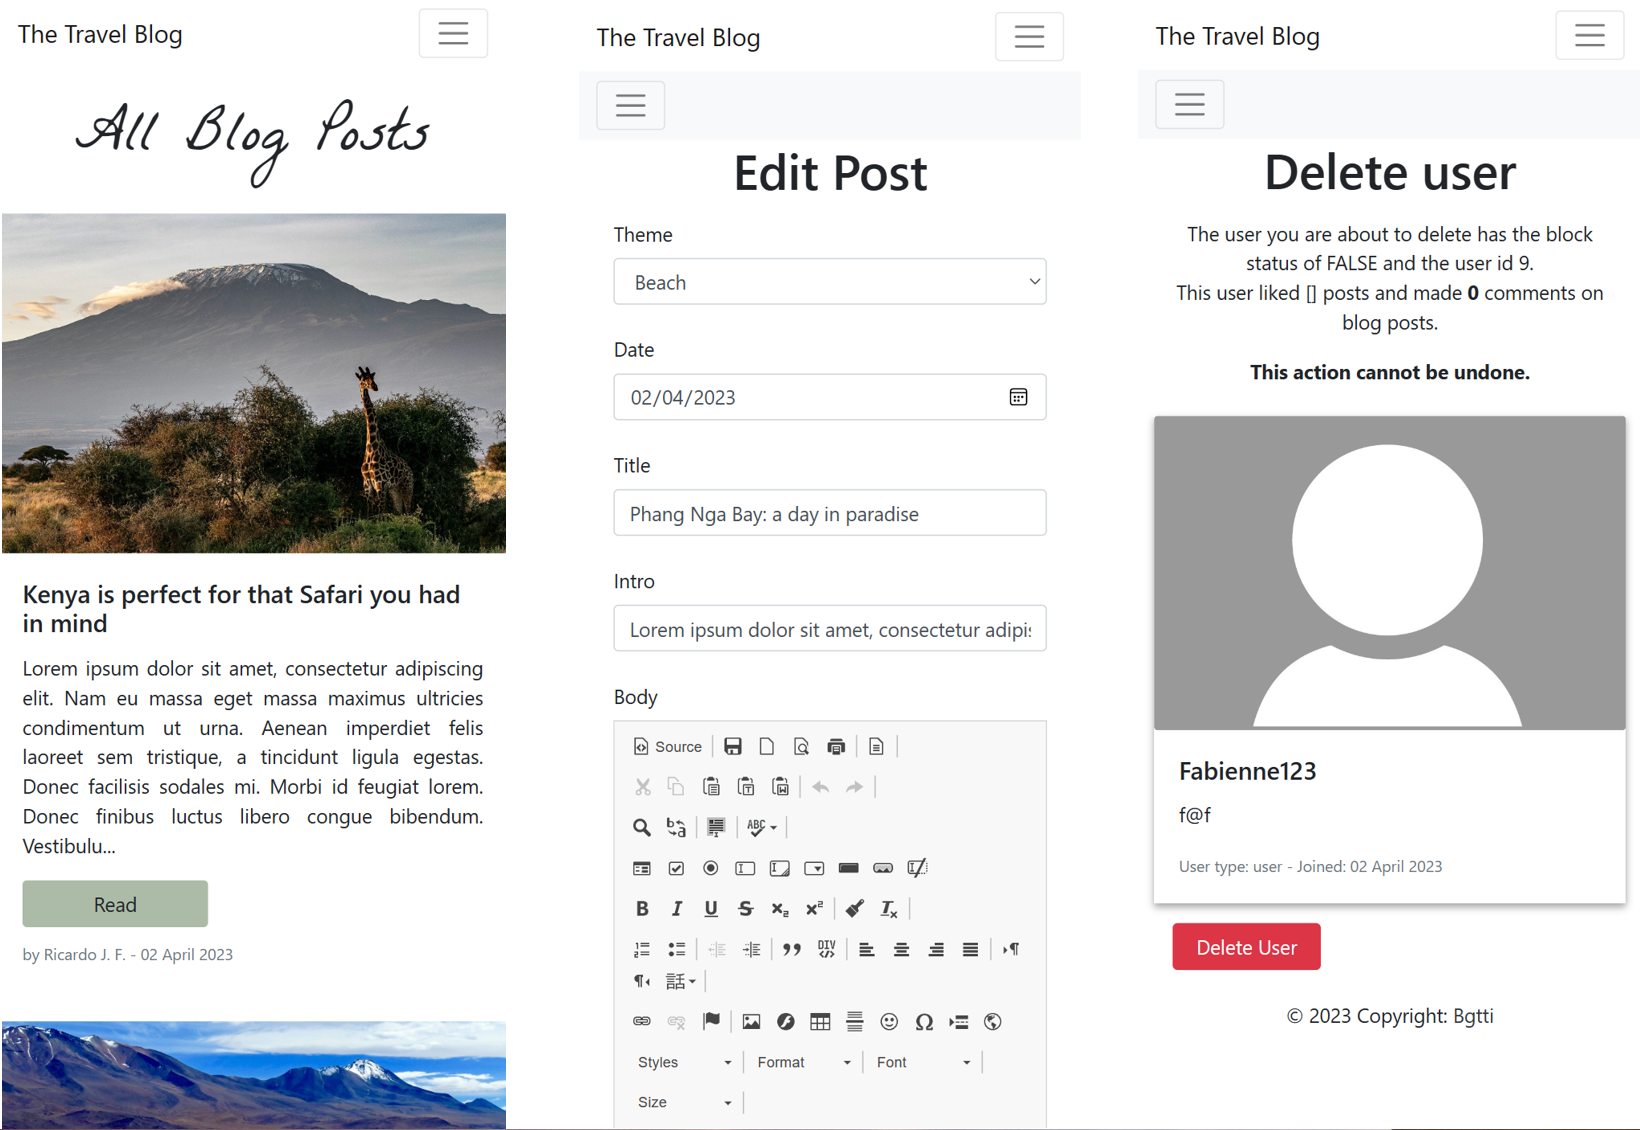 The Travel Blog
All Blog Posts
Kenya is perfect for that Safari you had
in mind
Lorem ipsum dolor sit amet, consectetur adipiscing
elit. Nam eu massa eget massa maximus ultricies
condimentum ut urna. Aenean imperdiet felis
laoreet sem tristique, a tincidunt ligula egestas.
Donec facilisis sodales mi. Morbi id feugiat lorem.
Donec finibus luctus libero congue bibendum.
Vestibulu...
Read
by Ricardo J. F. - 02 April 2023
The Travel Blog
Edit Post
Theme
Beach
Date
02/04/2023
Title
Phang Nga Bay: a day in paradise
Intro
Lorem ipsum dolor sit amet, consectetur adipis
Body
Source
ABC
B I U S x₂ x² Tx
DIV
話
Styles Format Font
Size
The Travel Blog
Delete user
The user you are about to delete has the block
status of FALSE and the user id 9.
This user liked [] posts and made 0 comments on
blog posts.
This action cannot be undone.
Fabienne123
f@f
User type: user - Joined: 02 April 2023
Delete User
© 2023 Copyright: Bgtti